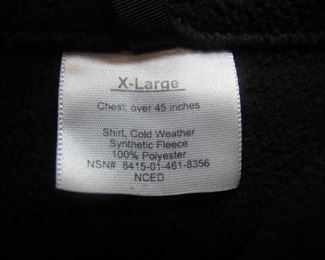 X-Large
Chest: over 45 inches
Shirt, Cold Weather
Synthetic Fleece
100% Polyester
NSN# 8415-01-461-8356
NCED